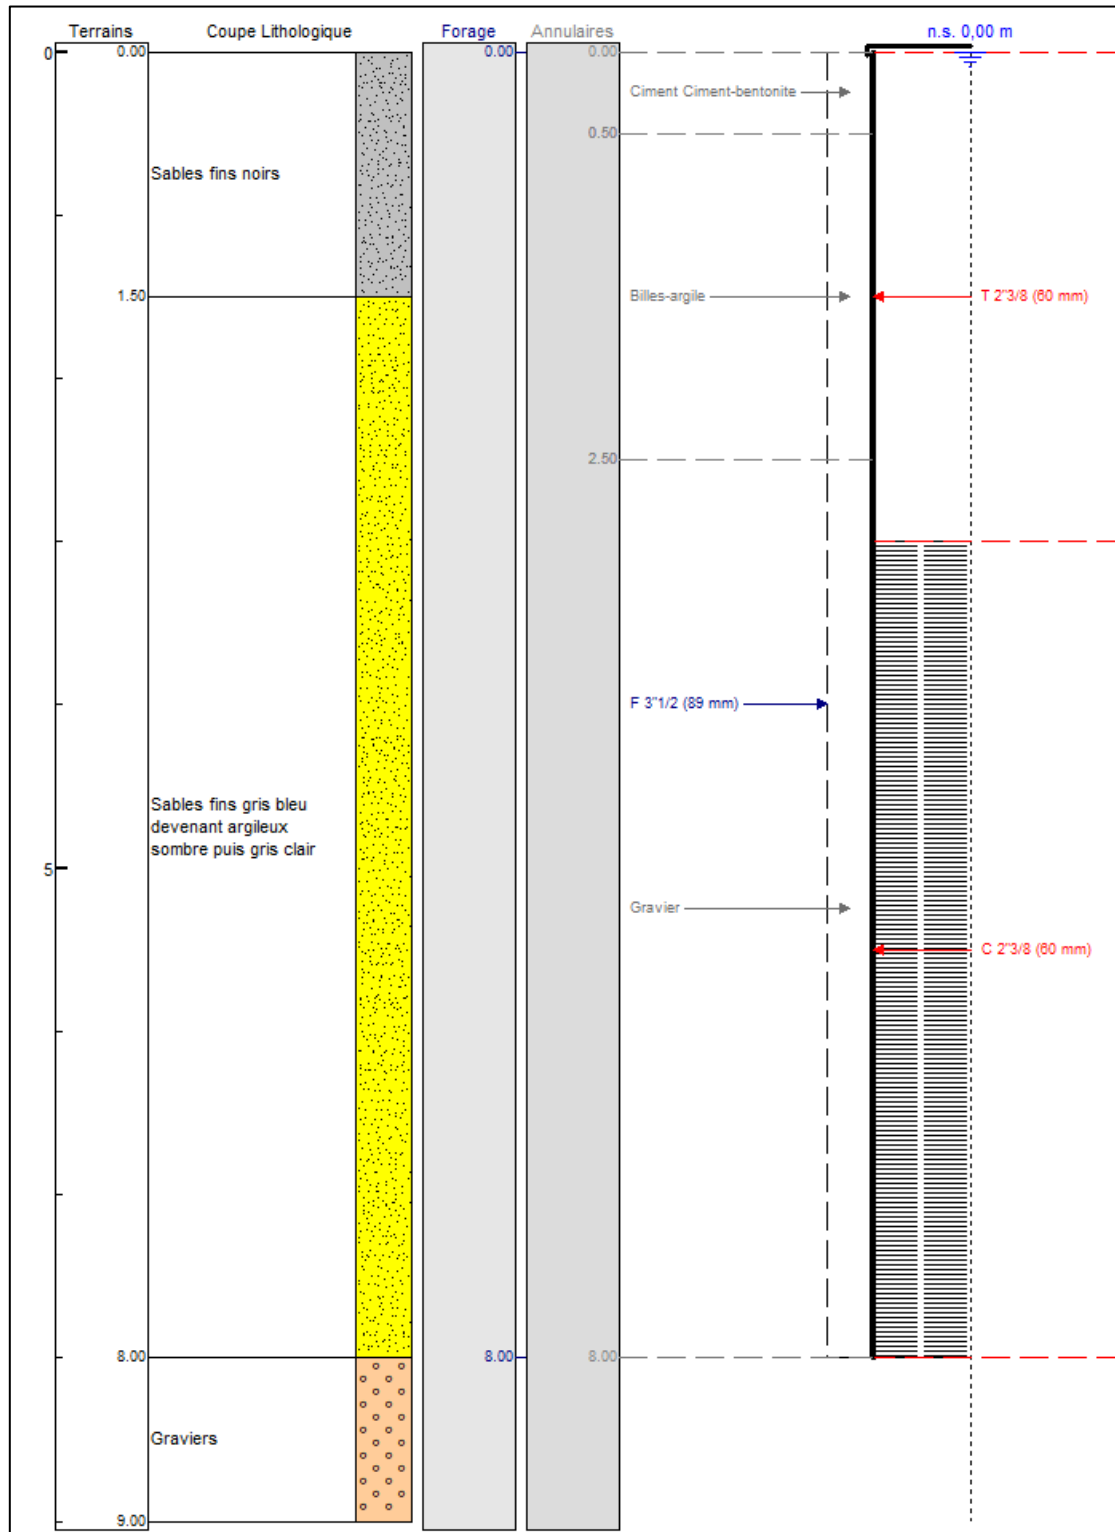 Terrains Coupe Lithologique Forage Annulaires n.s. 0,00 m
0 0.00 0.00 0.00
Ciment Ciment-bentonite
0.50
Sables fins noirs
1.50 Billes-argile T 2"3/8 (60 mm)
2.50
F 3"1/2 (89 mm)
Sables fins gris bleu
devenant argileux
sombre puis gris clair
5
Gravier
C 2"3/8 (60 mm)
8.00 8.00 8.00
Graviers
9.00